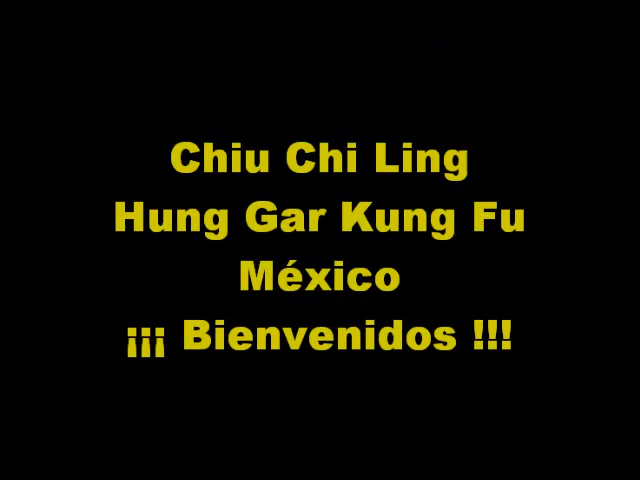 Chiu Chi Ling
Hung Gar Kung Fu
México
¡¡¡ Bienvenidos !!!